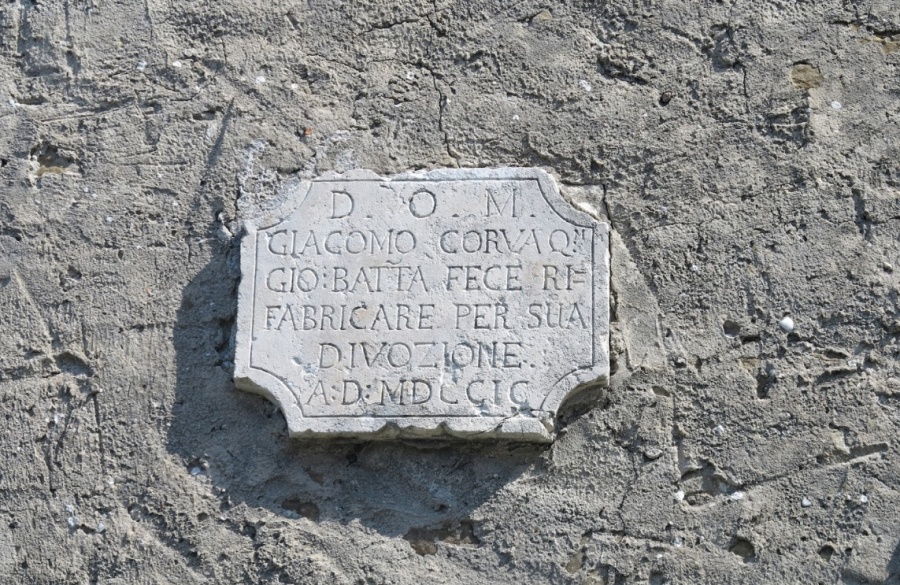 D . O . M .
GIACOMO CORVA Q:
GIO: BATTA FECE RI=
FABRICARE PER SUA
DIVOZIONE
A.D: MDCCIC